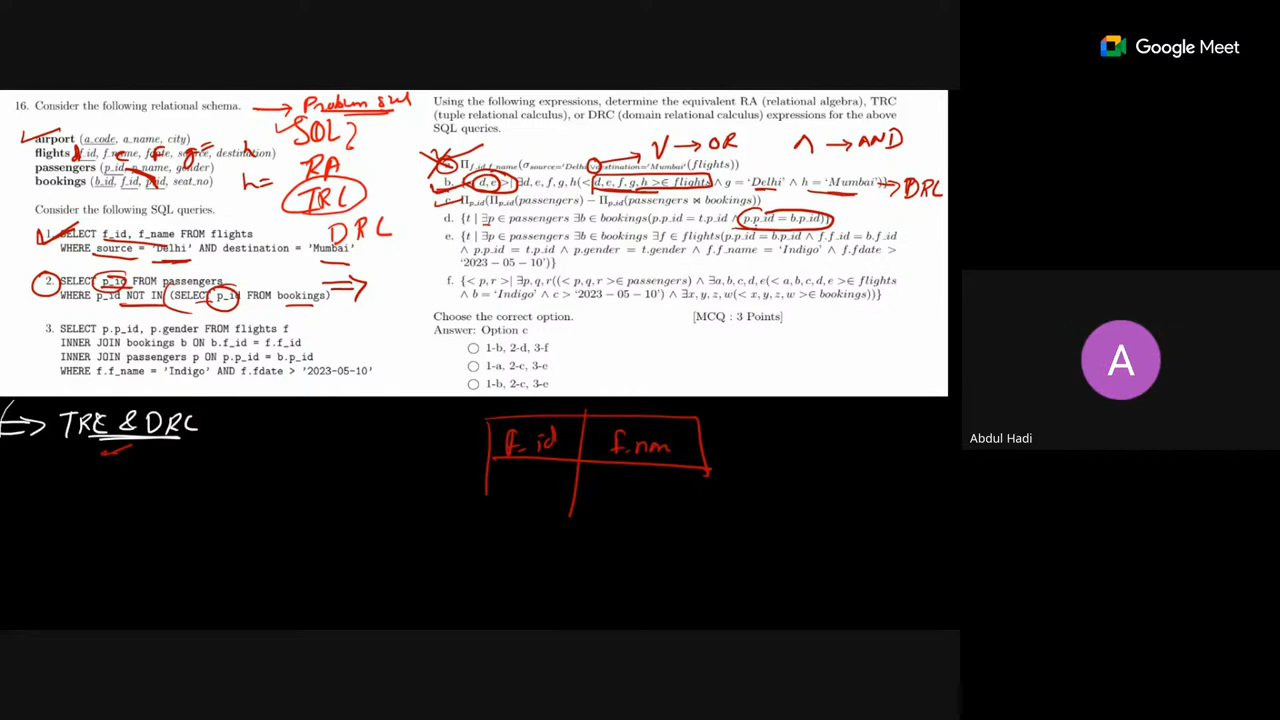 Google Meet
16. Consider the following relational schema. → Problem
airport (a_code, a_name, city)
flights (f_id, f_name, fdate, source, destination)
passengers (p_id, p_name, gender)
bookings (b_id, f_id, p_id, seat_no)
SQL
RA
TRC
DRC
h =
g =
h
Consider the following SQL queries.
1. SELECT f_id, f_name FROM flights
WHERE source = 'Delhi' AND destination = 'Mumbai'
2. SELECT p_id FROM passengers
WHERE p_id NOT IN (SELECT p_id FROM bookings)
3. SELECT p.p_id, p.gender FROM flights f
INNER JOIN bookings b ON b.f_id = f.f_id
INNER JOIN passengers p ON p.p_id = b.p_id
WHERE f.f_name = 'Indigo' AND f.fdate > '2023-05-10'
Using the following expressions, determine the equivalent RA (relational algebra), TRC
(tuple relational calculus), or DRC (domain relational calculus) expressions for the above
SQL queries.
V → OR
∧ → AND
a. Π f_id,f_name(σ source='Delhi'∨destination='Mumbai'(flights))
b. {< d, e >| ∃d, e, f, g, h(< d, e, f, g, h >∈ flights ∧ g = 'Delhi' ∧ h = 'Mumbai')} → DRC
c. Π p_id(Π p_id(passengers) − Π p_id(passengers ⋈ bookings)
d. {t | ∃p ∈ passengers ∃b ∈ bookings(p.p_id = t.p_id ∧ p.p_id = b.p_id)}
e. {t | ∃p ∈ passengers ∃b ∈ bookings ∃f ∈ flights(p.p_id = b.p_id ∧ f.f_id = b.f_id
∧ p.p_id = t.p_id ∧ p.gender = t.gender ∧ f.f_name = 'Indigo' ∧ f.fdate >
'2023 − 05 − 10')}
f. {< p, r >| ∃p, q, r((< p, q, r >∈ passengers) ∧ ∃a, b, c, d, e(< a, b, c, d, e >∈ flights
∧ b = 'Indigo' ∧ c > '2023 − 05 − 10') ∧ ∃x, y, z, w(< x, y, z, w >∈ bookings))}
Choose the correct option. [MCQ : 3 Points]
Answer: Option c
1-b, 2-d, 3-f
1-a, 2-c, 3-e
1-b, 2-c, 3-e
→ TRC & DRC
f_id f.nm
A
Abdul Hadi